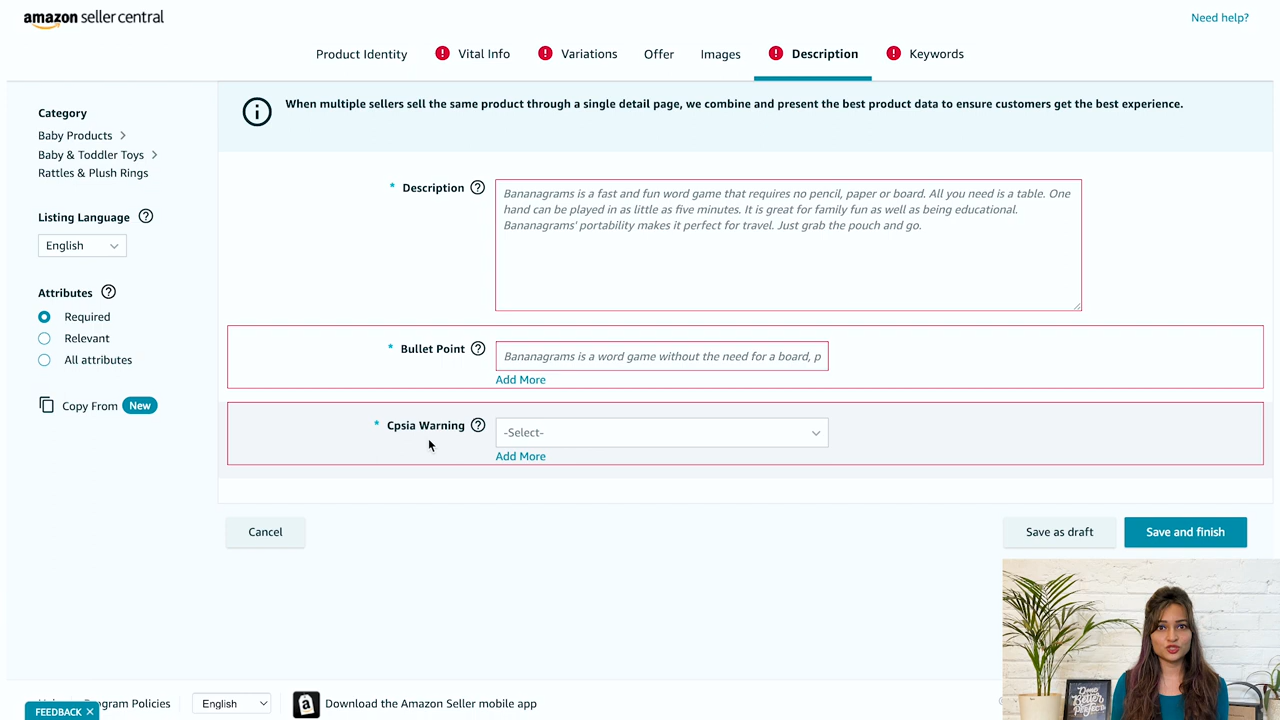 amazon seller central
Need help?
Product Identity
Vital Info
Variations
Offer
Images
Description
Keywords
When multiple sellers sell the same product through a single detail page, we combine and present the best product data to ensure customers get the best experience.
Category
Baby Products
Baby & Toddler Toys
Rattles & Plush Rings
Listing Language
English
Attributes
Required
Relevant
All attributes
Copy From New
* Description
Bananagrams is a fast and fun word game that requires no pencil, paper or board. All you need is a table. One
hand can be played in as little as five minutes. It is great for family fun as well as being educational.
Bananagrams' portability makes it perfect for travel. Just grab the pouch and go.
* Bullet Point
Bananagrams is a word game without the need for a board, p
Add More
* Cpsia Warning
-Select-
Add More
Cancel
Save as draft
Save and finish
Done
Better
Program Policies
English
Download the Amazon Seller mobile app
FEEDBACK